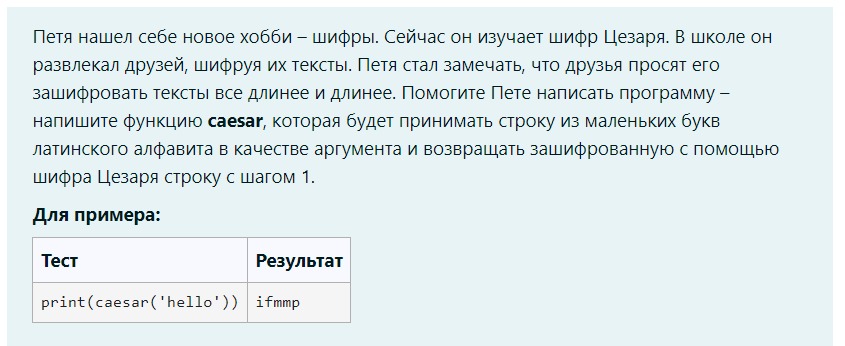 Петя нашел себе новое хобби – шифры. Сейчас он изучает шифр Цезаря. В школе он
развлекал друзей, шифруя их тексты. Петя стал замечать, что друзья просят его
зашифровать тексты все длинее и длинее. Помогите Пете написать программу –
напишите функцию caesar, которая будет принимать строку из маленьких букв
латинского алфавита в качестве аргумента и возвращать зашифрованную с помощью
шифра Цезаря строку с шагом 1.
Для примера:
Тест Результат
print(caesar('hello')) ifmmp